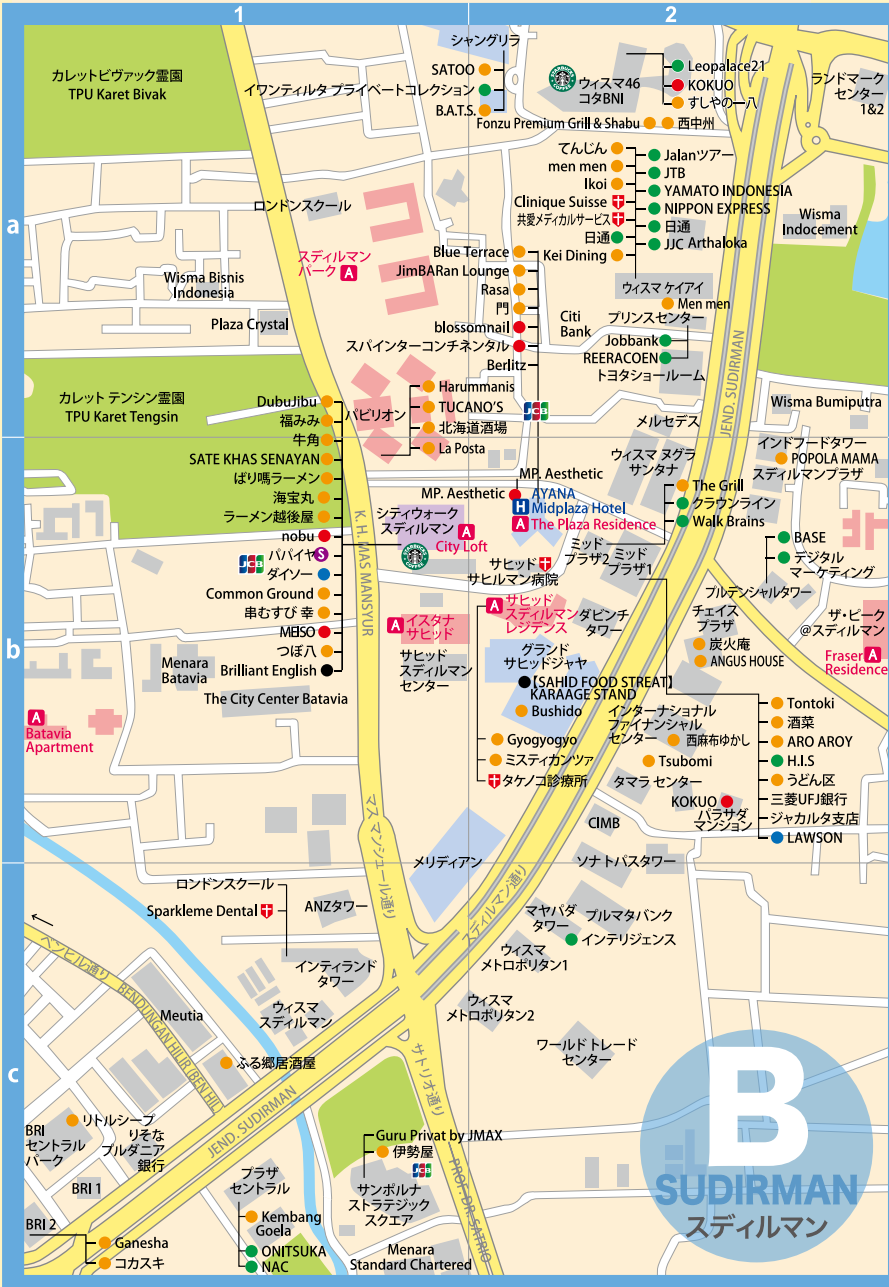 1
2
a
b
c
カレットビヴァック霊園
TPU Karet Bivak
シャングリラ
SATOO
イワンティルタ プライベートコレクション
B.A.T.S.
STARBUCKS COFFEE
ウィスマ46
コタBNI
Leopalace21
KOKUO
すしやの一八
ランドマーク
センター
1&2
Fonzu Premium Grill & Shabu
西中州
てんじん
men men
Ikoi
Clinique Suisse
共愛メディカルサービス
日通
Kei Dining
Jalanツアー
JTB
YAMATO INDONESIA
NIPPON EXPRESS
日通
JJC Arthaloka
ウィスマ ケイアイ
Wisma
Indocement
ロンドンスクール
スディルマン
パーク A
Wisma Bisnis
Indonesia
Plaza Crystal
Blue Terrace
JimBARan Lounge
Rasa
門
blossomnail
スパインターコンチネンタル
Berlitz
Citi
Bank
Men men
プリンスセンター
Jobbank
REERACOEN
トヨタショールーム
JEND. SUDIRMAN
カレット テンシン霊園
TPU Karet Tengsin
DubuJibu
福みみ
牛角
SATE KHAS SENAYAN
ばり嗎ラーメン
海宝丸
ラーメン越後屋
nobu
パパイヤ S
JCB
ダイソー
Common Ground
串むすび 幸
MEISO
つぼ八
Brilliant English
パビリオン
Harummanis
TUCANO'S
北海道酒場
La Posta
JCB
メルセデス
Wisma Bumiputra
インドフードタワー
POPOLA MAMA
スディルマンプラザ
ウィスマ ヌグラ
サンタナ
The Grill
クラウンライン
Walk Brains
MP. Aesthetic
MP. Aesthetic
AYANA
H Midplaza Hotel
A The Plaza Residence
シティウォーク
スディルマン
A
City Loft
STARBUCKS COFFEE
K.H. MAS MANSYUR
ミッド
プラザ2
ミッド
プラザ1
サヒッド
サヒルマン病院
BASE
デジタル
マーケティング
プルデンシャルタワー
A イスタナ
サヒッド
サヒッド
スディルマン
センター
A サヒッド
スディルマン
レジデンス
ダビンチ
タワー
チェイス
プラザ
炭火庵
ANGUS HOUSE
ザ・ピーク
@スディルマン
Fraser A
Residence
グランド
サヒッドジャヤ
【SAHID FOOD STREAT】
KARAAGE STAND
Bushido
Gyogyogyo
ミスティカンツァ
タケノコ診療所
インターナショナル
ファイナンシャル
センター
西麻布ゆかし
Tsubomi
タマラ センター
KOKUO
パラサダ
マンション
CIMB
Tontoki
酒菜
ARO AROY
H.I.S
うどん区
三菱UFJ銀行
ジャカルタ支店
LAWSON
Menara
Batavia
The City Center Batavia
A
Batavia
Apartment
マス マンシュール通り
メリディアン
スディルマン通り
ソナトパスタワー
ロンドンスクール
Sparkleme Dental
ANZタワー
インティランド
タワー
ウィスマ
スディルマン
マヤパダ
タワー
プルマタバンク
インテリジェンス
ウィスマ
メトロポリタン1
ウィスマ
メトロポリタン2
ワールド トレード
センター
ベンヒル通り
BENDUNGAN HILIR (BEN HIL)
Meutia
ふる郷居酒屋
JEND. SUDIRMAN
サトリオ通り
PROF. DR. SATRIO
BRI
セントラル
パーク
リトルシープ
りそな
プルダニア
銀行
BRI 1
BRI 2
Ganesha
コカスキ
プラザ
セントラル
Kembang
Goela
ONITSUKA
NAC
Guru Privat by JMAX
伊勢屋
JCB
サンポルナ
ストラテジック
スクエア
Menara
Standard Chartered
B
SUDIRMAN
スディルマン